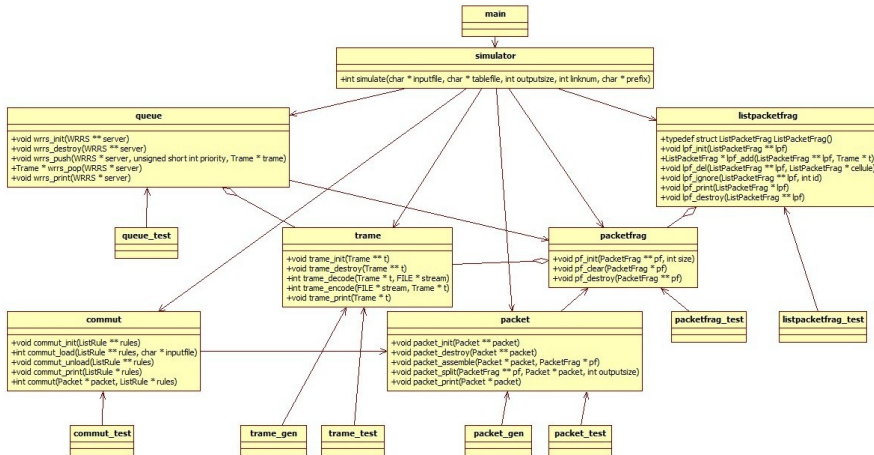 main
simulator
+int simulate(char * inputfile, char * tablefile, int outputsize, int linknum, char * prefix)
queue
+void wrrs_init(WRRS ** server)
+void wrrs_destroy(WRRS ** server)
+void wrrs_push(WRRS * server, unsigned short int priority, Trame * trame)
+Trame * wrrs_pop(WRRS * server)
+void wrrs_print(WRRS * server)
listpacketfrag
+typedef struct ListPacketFrag ListPacketFrag()
+void lpf_init(ListPacketFrag ** lpf)
+ListPacketFrag * lpf_add(ListPacketFrag ** lpf, Trame * t)
+void lpf_del(ListPacketFrag ** lpf, ListPacketFrag * cellule)
+void lpf_ignore(ListPacketFrag ** lpf, int id)
+void lpf_print(ListPacketFrag * lpf)
+void lpf_destroy(ListPacketFrag ** lpf)
queue_test
trame
+void trame_init(Trame ** t)
+void trame_destroy(Trame ** t)
+int trame_decode(Trame * t, FILE * stream)
+int trame_encode(FILE * stream, Trame * t)
+void trame_print(Trame * t)
packetfrag
+void pf_init(PacketFrag ** pf, int size)
+void pf_clear(PacketFrag * pf)
+void pf_destroy(PacketFrag ** pf)
commut
+void commut_init(ListRule ** rules)
+int commut_load(ListRule ** rules, char * inputfile)
+void commut_unload(ListRule ** rules)
+void commut_print(ListRule * rules)
+int commut(Packet * packet, ListRule * rules)
packet
+void packet_init(Packet ** packet)
+void packet_destroy(Packet ** packet)
+void packet_assemble(Packet * packet, PacketFrag * pf)
+void packet_split(PacketFrag ** pf, Packet * packet, int outputsize)
+void packet_print(Packet * packet)
packetfrag_test
listpacketfrag_test
commut_test
trame_gen
trame_test
packet_gen
packet_test